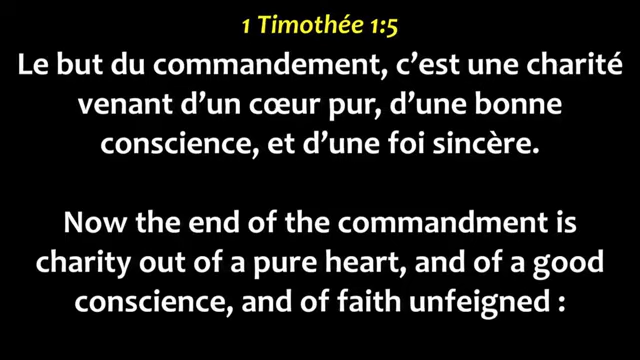 1 Timothée 1:5
Le but du commandement, c’est une charité
venant d’un cœur pur, d’une bonne
conscience, et d’une foi sincère.
Now the end of the commandment is
charity out of a pure heart, and of a good
conscience, and of faith unfeigned :